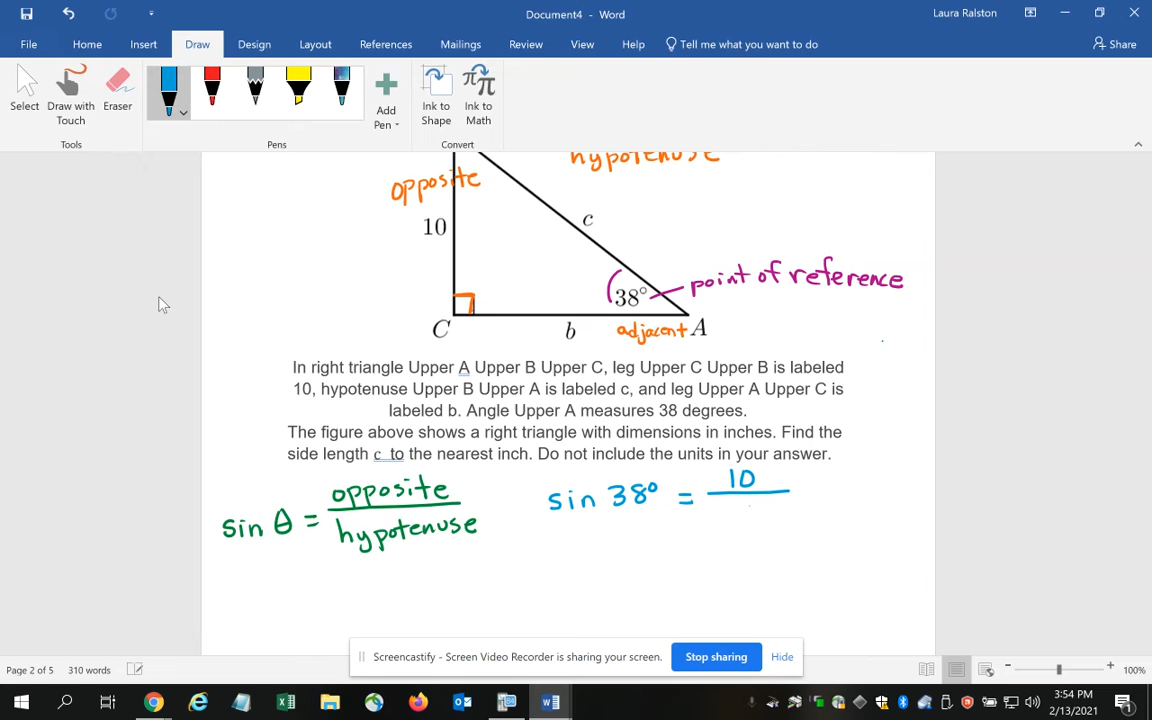 Document4 - Word
Laura Ralston
File Home Insert Draw Design Layout References Mailings Review View Help Tell me what you want to do Share
Select Draw with Touch Eraser Add Pen Ink to Shape Ink to Math
Tools Pens Convert
hypotenuse
opposite
10
c
point of reference
38°
C b adjacent A
In right triangle Upper A Upper B Upper C, leg Upper C Upper B is labeled
10, hypotenuse Upper B Upper A is labeled c, and leg Upper A Upper C is
labeled b. Angle Upper A measures 38 degrees.
The figure above shows a right triangle with dimensions in inches. Find the
side length c to the nearest inch. Do not include the units in your answer.
sin θ = opposite / hypotenuse
sin 38° = 10
Screencastify - Screen Video Recorder is sharing your screen. Stop sharing Hide
Page 2 of 5 310 words 100%
3:54 PM
2/13/2021